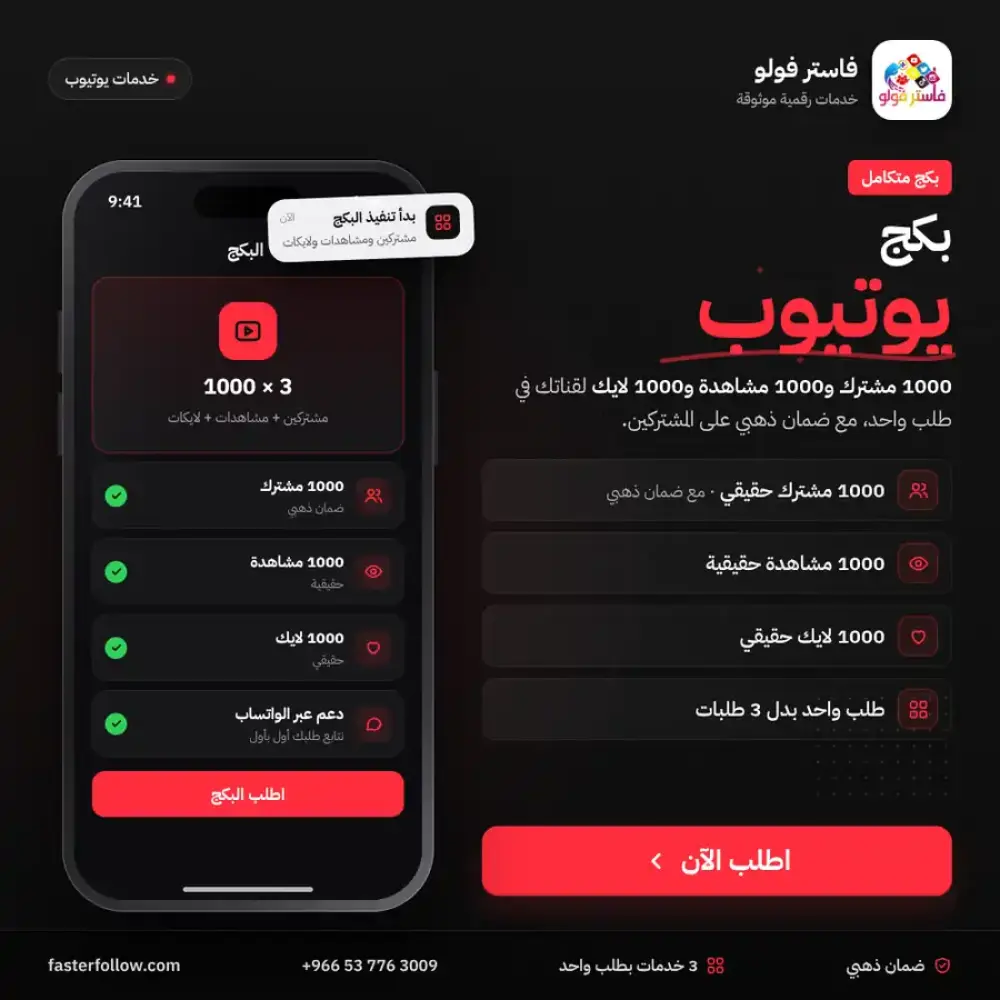 فاستر فولو
فاستر فولو
خدمات رقمية موثوقة
خدمات يوتيوب
بكج متكامل
بكج
يوتيوب
1000 مشترك و1000 مشاهدة و1000 لايك لقناتك في
طلب واحد، مع ضمان ذهبي على المشتركين.
1000 مشترك حقيقي · مع ضمان ذهبي
1000 مشاهدة حقيقية
1000 لايك حقيقي
طلب واحد بدل 3 طلبات
اطلب الآن
9:41
بدأ تنفيذ البكج
الآن
مشتركين ومشاهدات ولايكات
البكج
1000 × 3
مشتركين + مشاهدات + لايكات
1000 مشترك
ضمان ذهبي
1000 مشاهدة
حقيقية
1000 لايك
حقيقي
دعم عبر الواتساب
نتابع طلبك أول بأول
اطلب البكج
ضمان ذهبي
3 خدمات بطلب واحد
+966 53 776 3009
fasterfollow.com